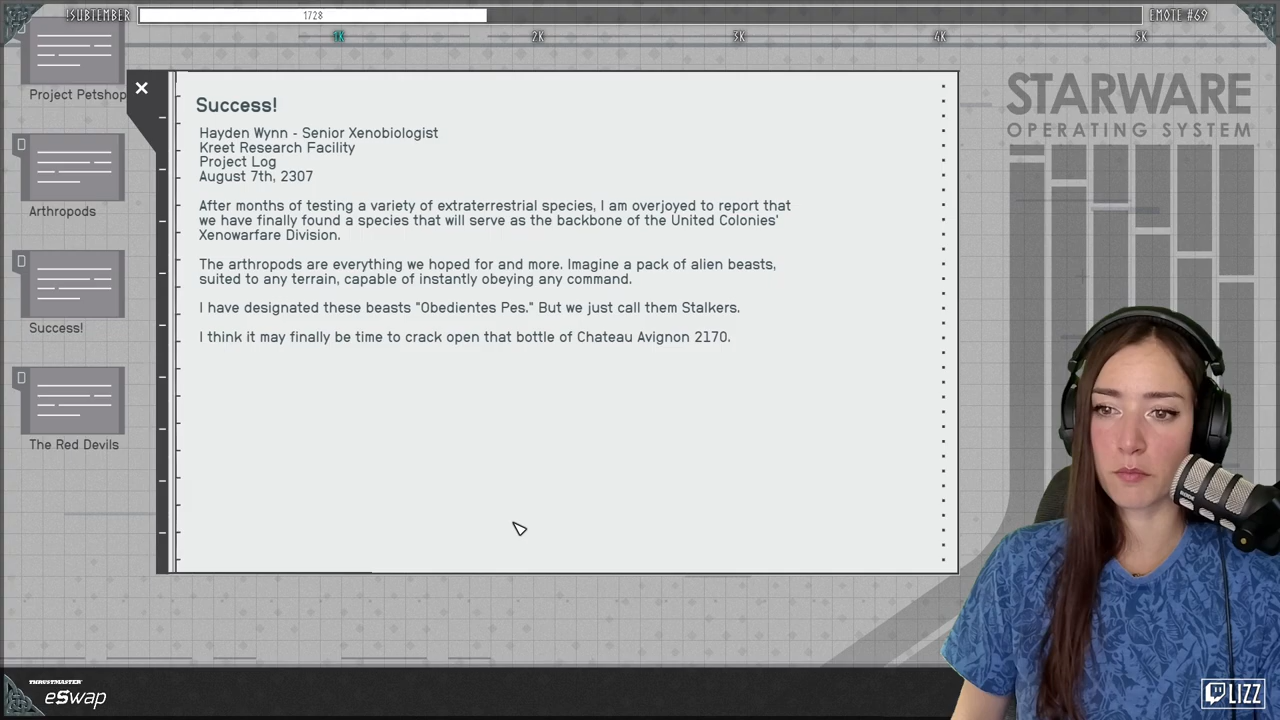 !SUBTEMBER
1728
EMOTE #69
1K
2K
3K
4K
5K
Project Petshop
Arthropods
Success!
The Red Devils
Success!
Hayden Wynn - Senior Xenobiologist
Kreet Research Facility
Project Log
August 7th, 2307
After months of testing a variety of extraterrestrial species, I am overjoyed to report that
we have finally found a species that will serve as the backbone of the United Colonies'
Xenowarfare Division.
The arthropods are everything we hoped for and more. Imagine a pack of alien beasts,
suited to any terrain, capable of instantly obeying any command.
I have designated these beasts "Obedientes Pes." But we just call them Stalkers.
I think it may finally be time to crack open that bottle of Chateau Avignon 2170.
STARWARE
OPERATING SYSTEM
THRUSTMASTER
eSwap
LIZZ